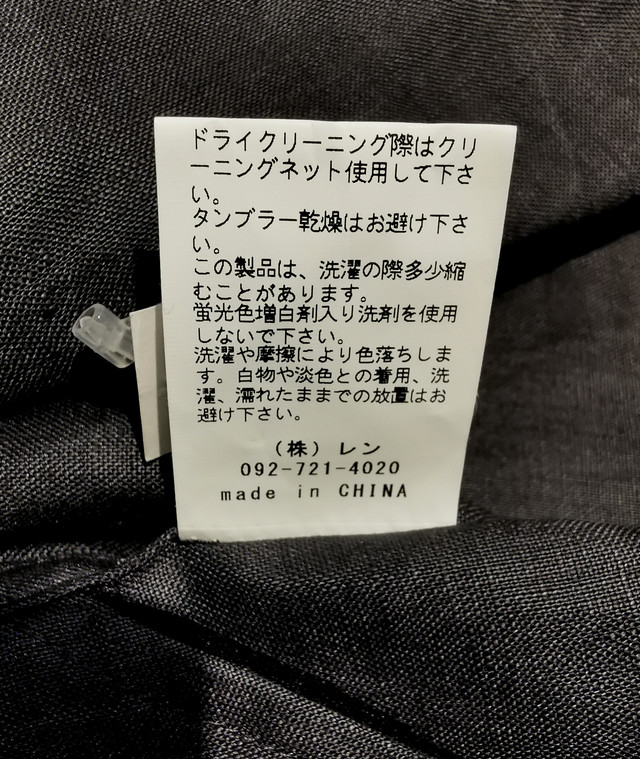 ドライクリーニング際はクリ
ーニングネット使用して下さ
い。
タンブラー乾燥はお避け下さ
い。
この製品は、洗濯の際多少縮
むことがあります。
蛍光色増白剤入り洗剤を使用
しないで下さい。
洗濯や摩擦により色落ちしま
す。白物や淡色との着用、洗
濯、濡れたままでの放置はお
避け下さい。
（株）レン
092-721-4020
made in CHINA